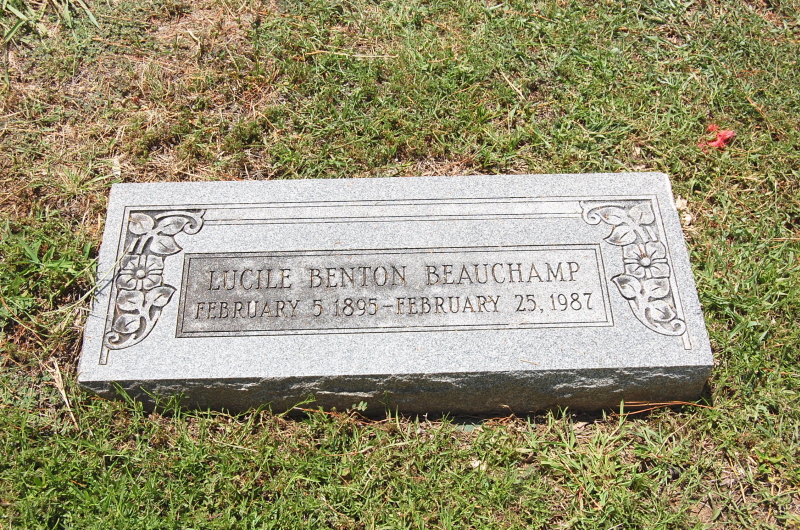 LUCILE BENTON BEAUCHAMP
FEBRUARY 5 1895-FEBRUARY 25, 1987